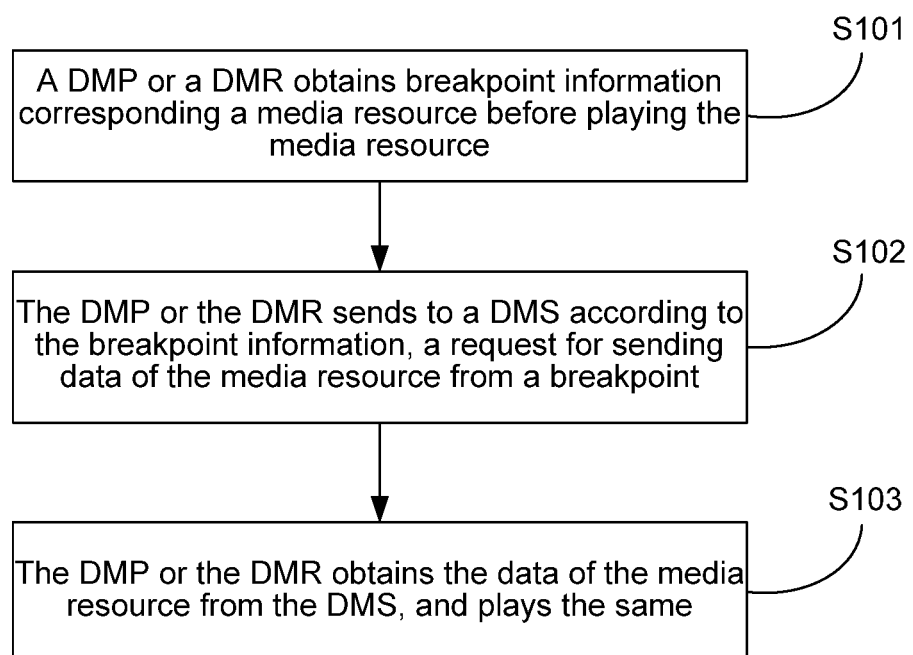 S101
A DMP or a DMR obtains breakpoint information
corresponding a media resource before playing the
media resource
S102
The DMP or the DMR sends to a DMS according to
the breakpoint information, a request for sending
data of the media resource from a breakpoint
S103
The DMP or the DMR obtains the data of the media
resource from the DMS, and plays the same